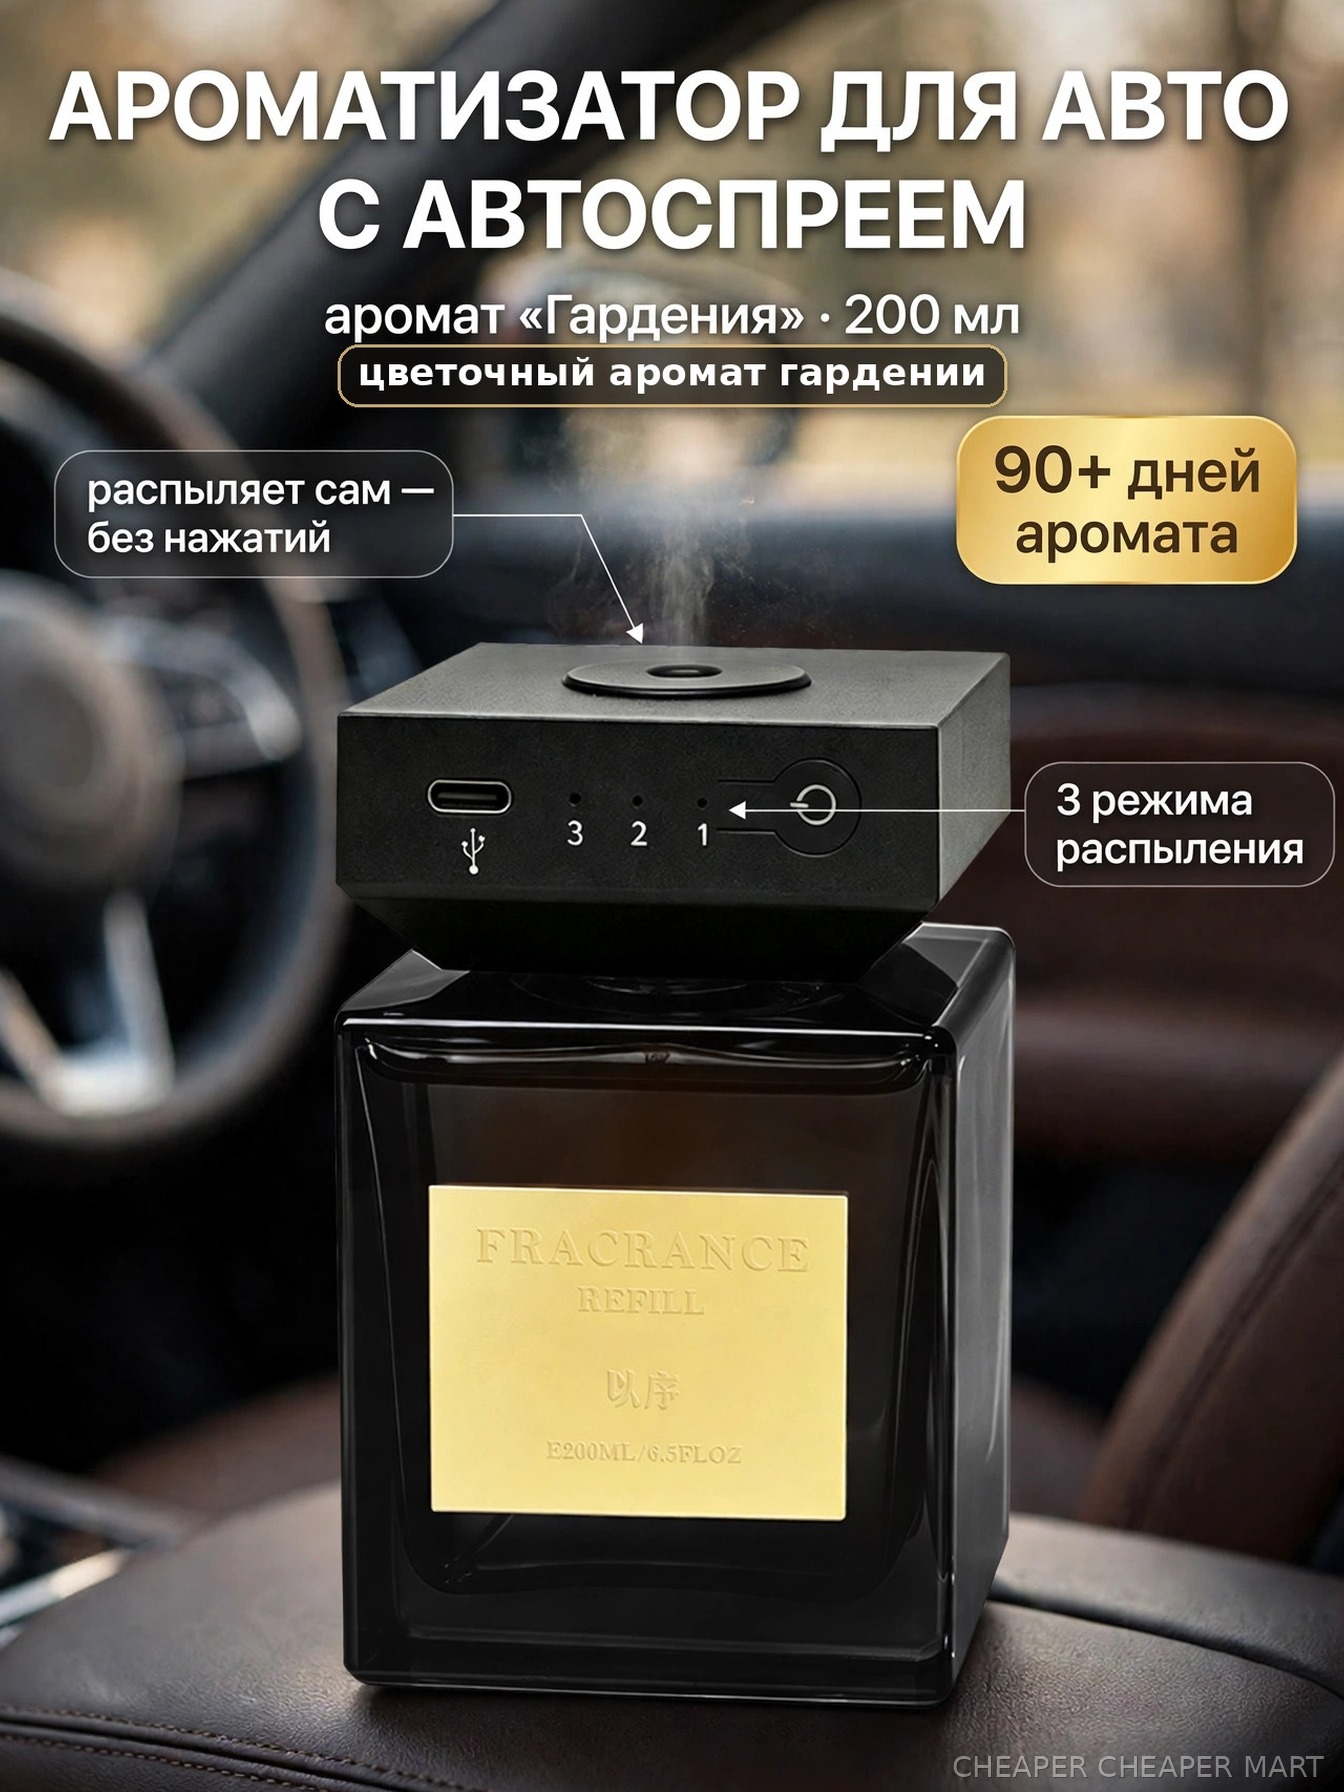 АРОМАТИЗАТОР ДЛЯ АВТО
С АВТОСПРЕЕМ
аромат «Гардения» · 200 мл
цветочный аромат гардении
90+ дней
аромата
распыляет сам —
без нажатий
3 2 1
3 режима
распыления
FRACRANCE
REFILL
以序
E200ML/6.5FLOZ
CHEAPER CHEAPER MART